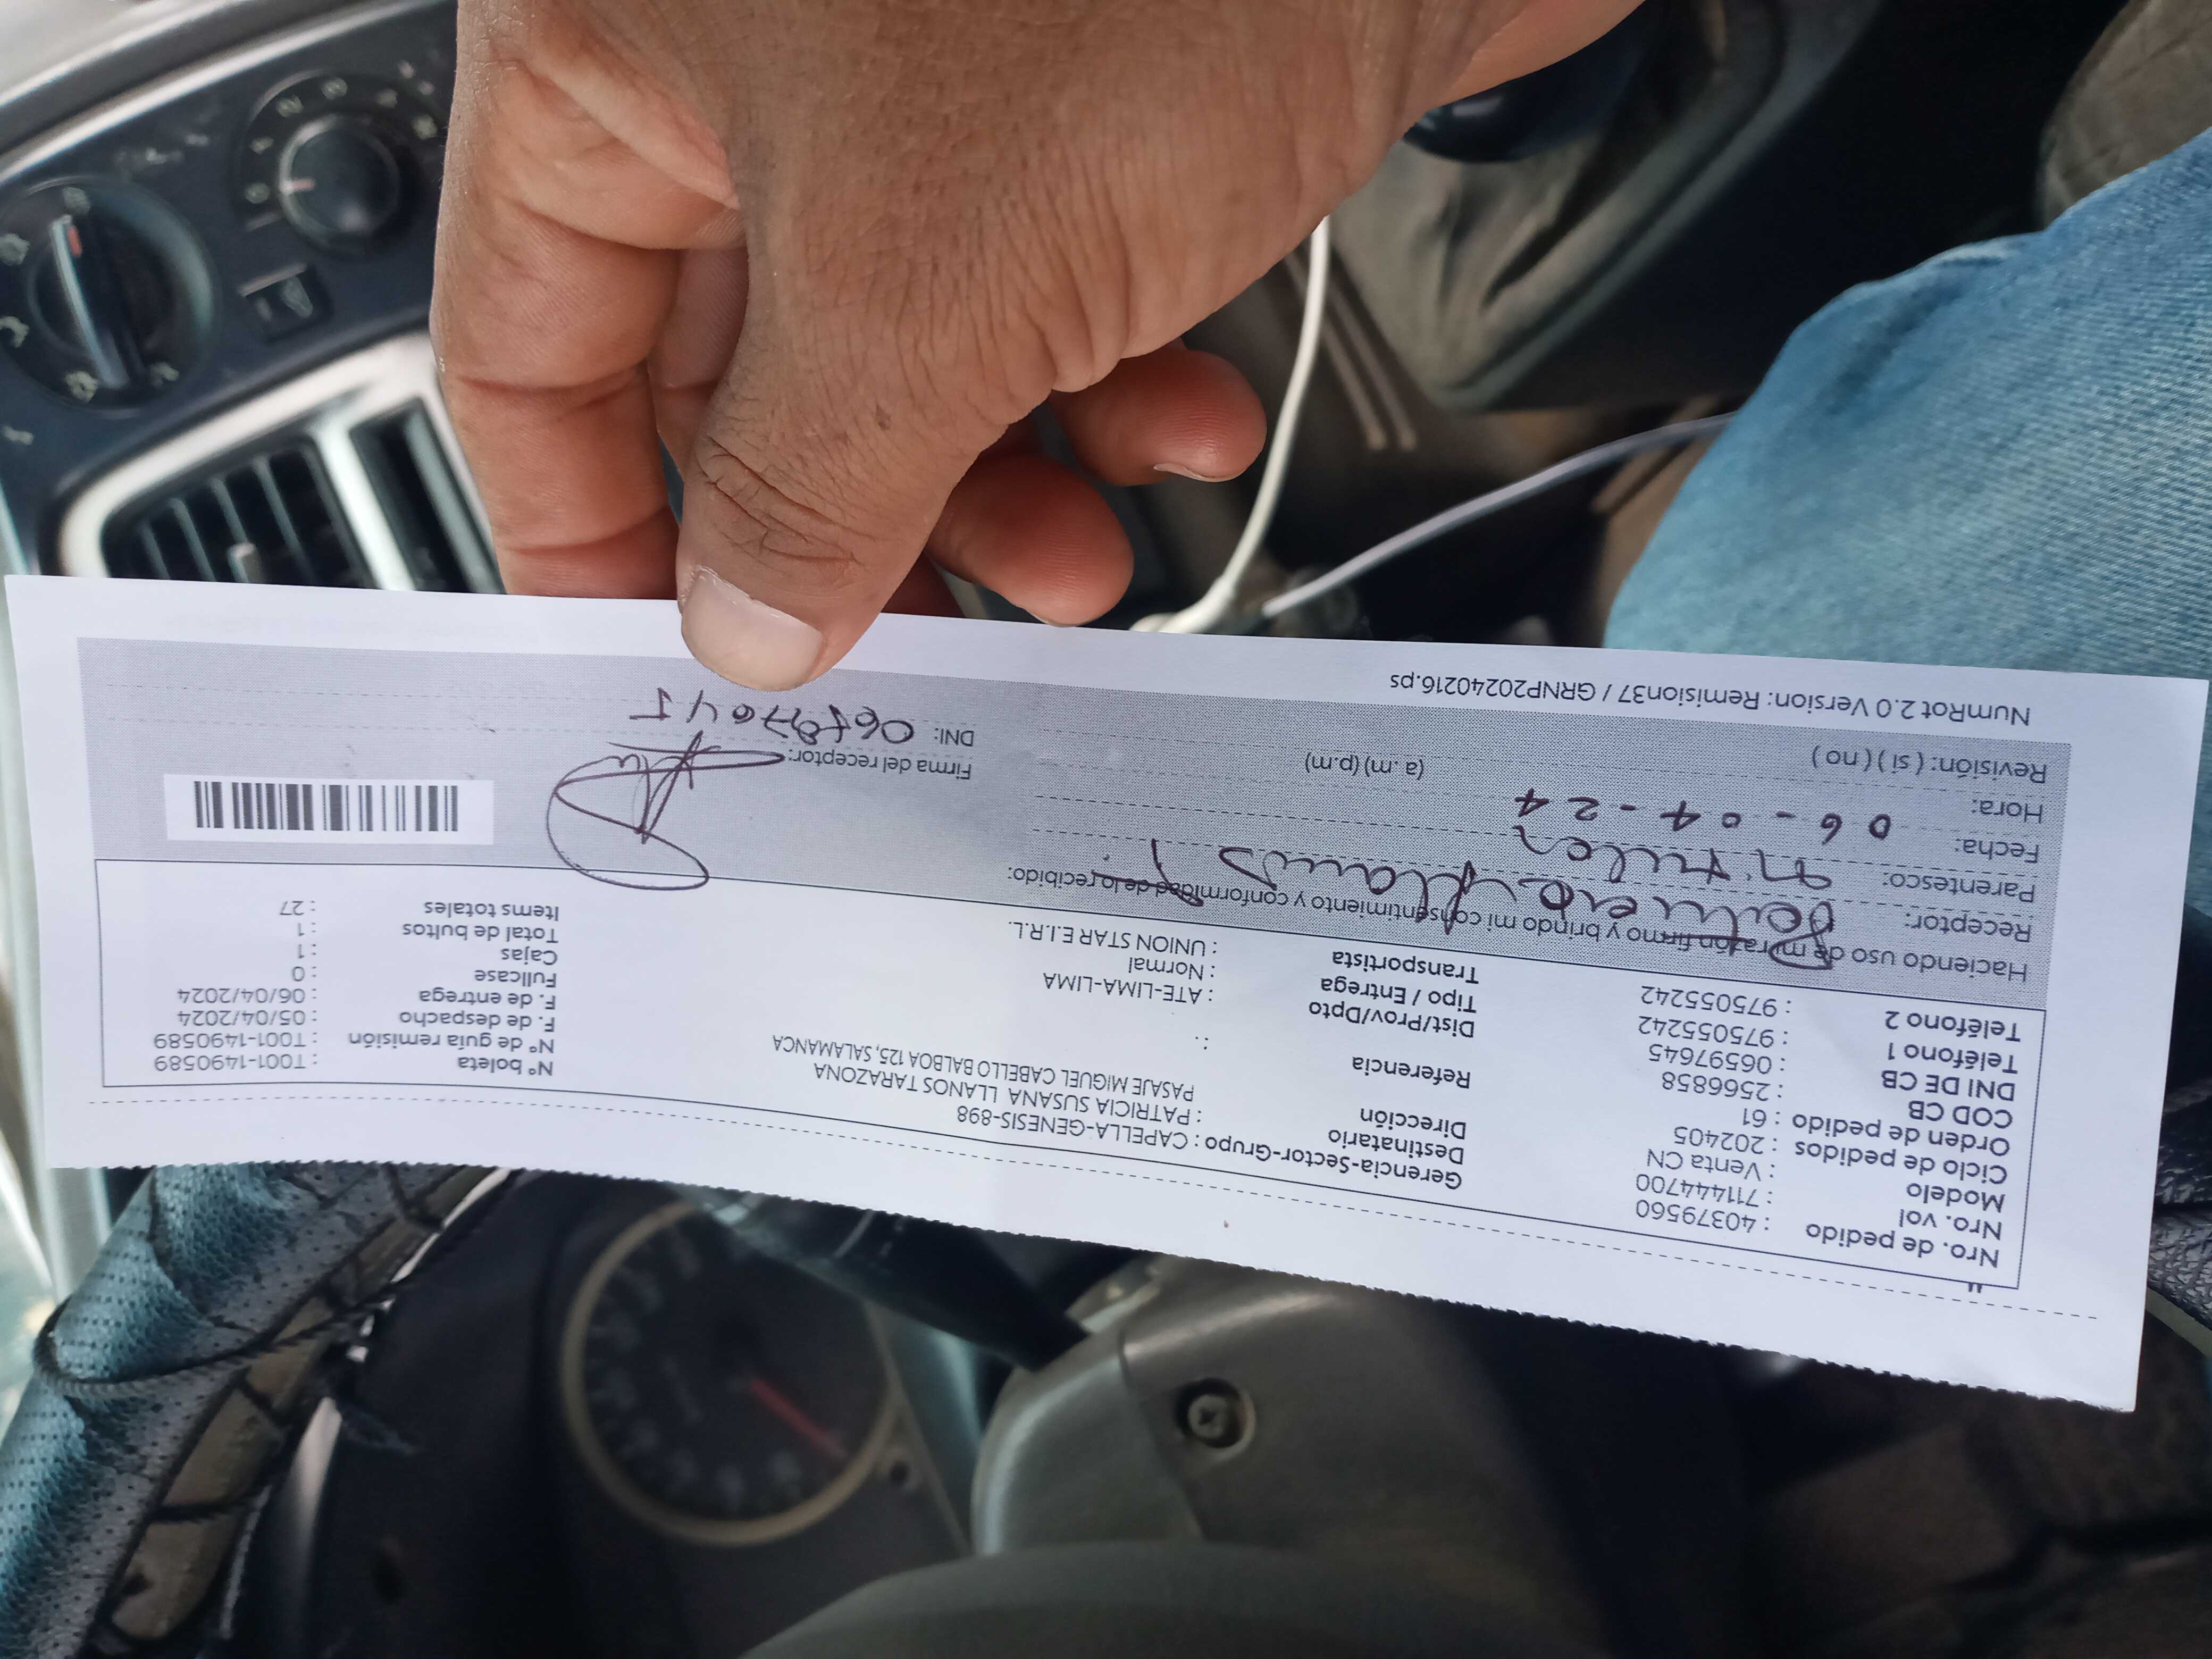 Nro. de pedido : 40379560
Nro. vol : 711444700
Modelo : Venta CN
Ciclo de pedidos : 202405
Orden de pedido : 61
COD CB : 2566858
DNI DE CB : 06597645
Teléfono 1 : 975055242
Teléfono 2 : 975055242
Gerencia-Sector-Grupo : CAPELLA-GENESIS-898
Destinatario : PATRICIA SUSANA LLANOS TARAZONA
Dirección PASAJE MIGUEL CABELLO BALBOA 125, SALAMANCA
Referencia : .
Dist/Prov/Dpto : ATE-LIMA-LIMA
Tipo / Entrega : Normal
Transportista : UNION STAR E.I.R.L.
N° boleta : T001-1490589
N° de guía remisión : T001-1490589
F. de despacho : 05/04/2024
F. de entrega : 06/04/2024
Fullcase : 0
Cajas : 1
Total de bultos : 1
Items totales : 27
Haciendo uso de mi razón firmo y brindo mi consentimiento y conformidad de lo recibido:
Receptor:
Parentesco:
Fecha: 06-04-24
Hora: (a. m) (p.m)
Revisión: ( si ) ( no )
Firma del receptor:
DNI:
NumRot 2.0 Version: Remision37 / GRNP20240216.ps